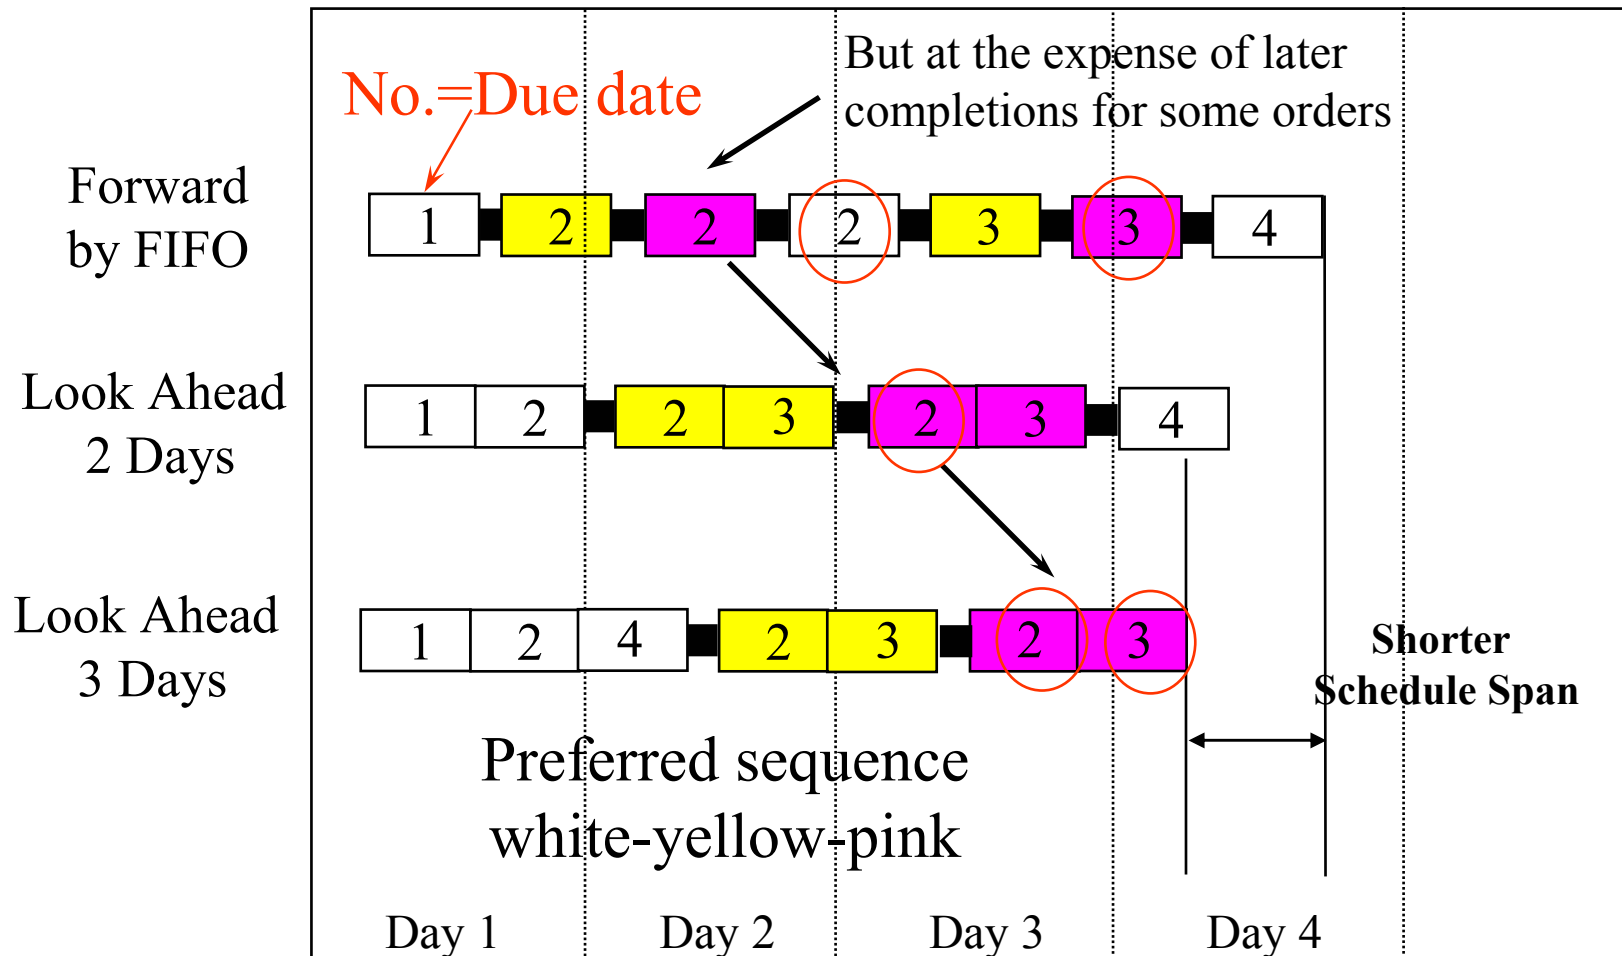 But at the expense of later
completions for some orders
No.=Due date
Forward
by FIFO
1 2 2 2 3 3 4
Look Ahead
2 Days
1 2 2 3 2 3 4
Look Ahead
3 Days
1 2 4 2 3 2 3
Shorter
Schedule Span
Preferred sequence
white-yellow-pink
Day 1 Day 2 Day 3 Day 4